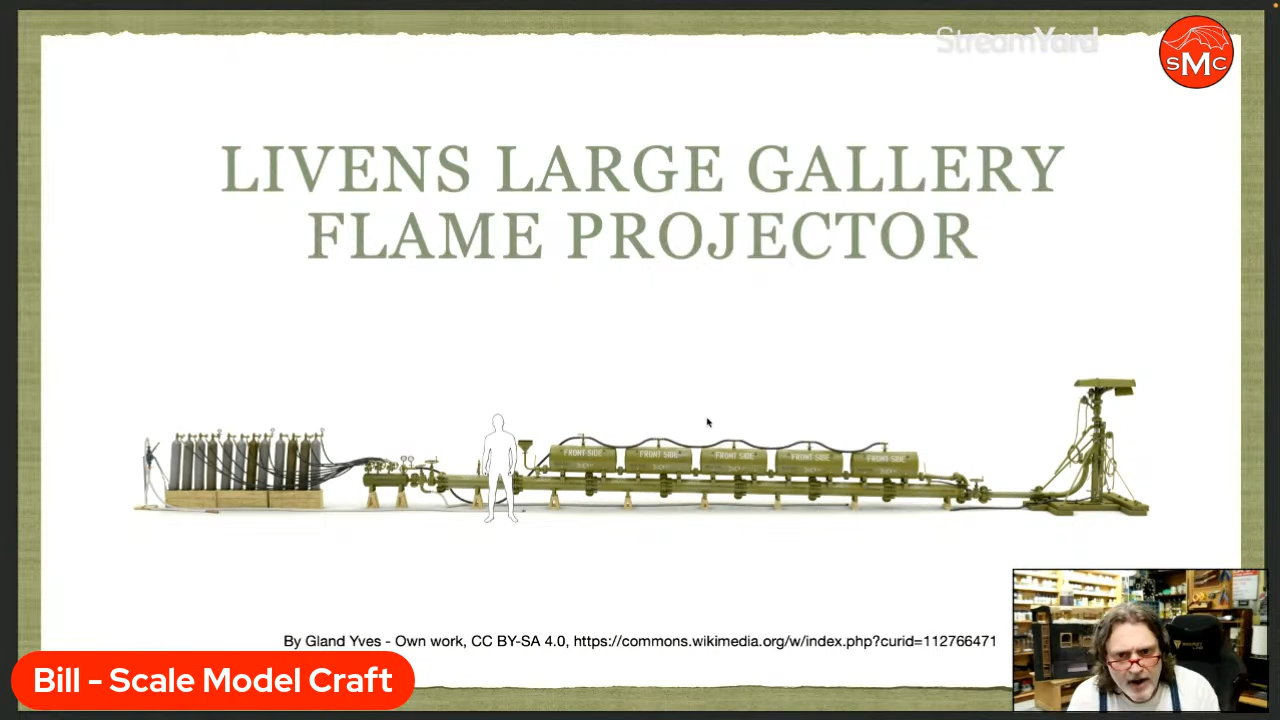 StreamYard
SMC
LIVENS LARGE GALLERY
FLAME PROJECTOR
FRONT SIDE FRONT SIDE FRONT SIDE FRONT SIDE FRONT SIDE
By Gland Yves - Own work, CC BY-SA 4.0, https://commons.wikimedia.org/w/index.php?curid=112766471
Bill - Scale Model Craft